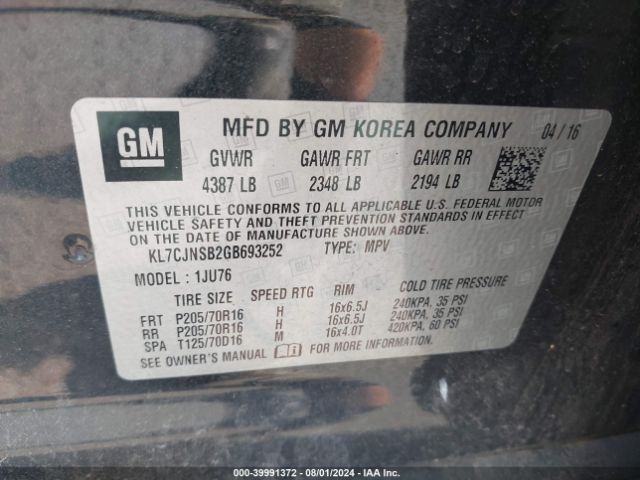 GM
MFD BY GM KOREA COMPANY 04/16
GVWR GAWR FRT GAWR RR
4387 LB 2348 LB 2194 LB
THIS VEHICLE CONFORMS TO ALL APPLICABLE U.S. FEDERAL MOTOR
VEHICLE SAFETY AND THEFT PREVENTION STANDARDS IN EFFECT
ON THE DATE OF MANUFACTURE SHOWN ABOVE.
KL7CJNSB2GB693252 TYPE: MPV
MODEL: 1JU76
TIRE SIZE SPEED RTG RIM COLD TIRE PRESSURE
FRT P205/70R16 H 16x6.5J 240KPA, 35 PSI
RR P205/70R16 H 16x6.5J 240KPA, 35 PSI
SPA T125/70D16 M 16x4.0T 420KPA, 60 PSI
SEE OWNER'S MANUAL FOR MORE INFORMATION
000-39991372 - 08/01/2024 - IAA Inc.